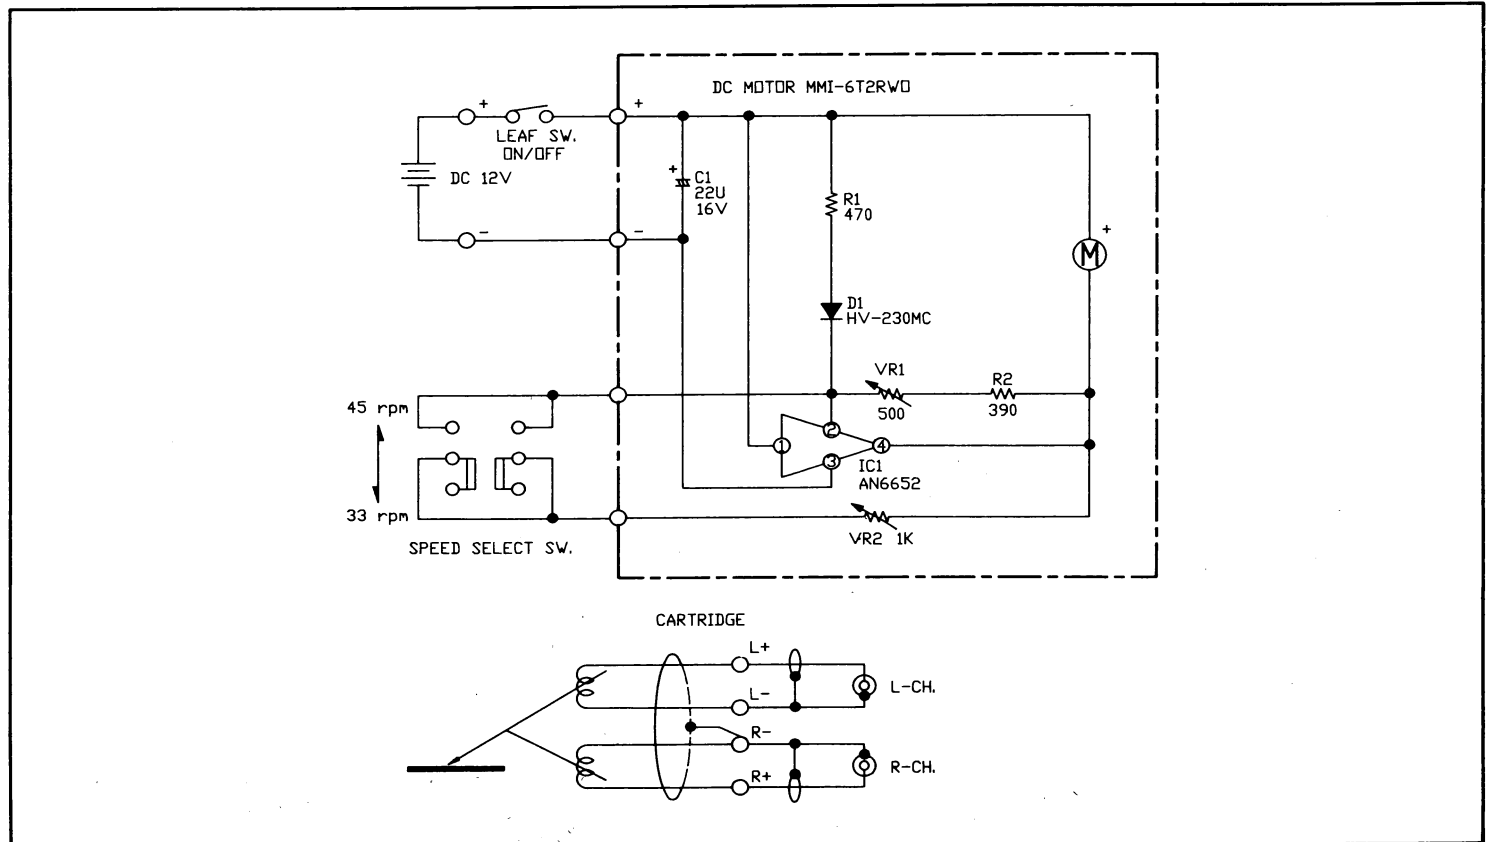 DC MOTOR MMI-6T2RWO
+
+
LEAF SW.
ON/OFF
DC 12V
+
C1
22U
16V
R1
470
-
-
+
M
D1
HV-230MC
VR1
500
R2
390
45 rpm
33 rpm
1
2
3
4
IC1
AN6652
VR2 1K
SPEED SELECT SW.
CARTRIDGE
L+
L-
L-CH.
R-
R+
R-CH.